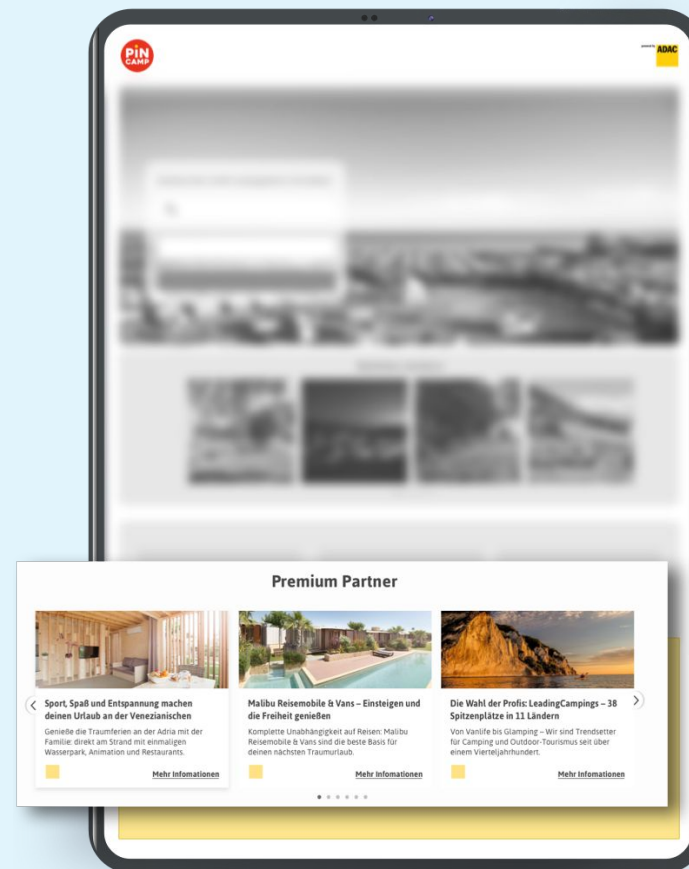 PiN
CAMP
powered by ADAC
Premium Partner
Sport, Spaß und Entspannung machen
deinen Urlaub an der Venezianischen
Genieße die Traumferien an der Adria mit der
Familie: direkt am Strand mit einmaligen
Wasserpark, Animation und Restaurants.
Mehr Infomationen
Malibu Reisemobile & Vans – Einsteigen und
die Freiheit genießen
Komplette Unabhängigkeit auf Reisen: Malibu
Reisemobile & Vans sind die beste Basis für
deinen nächsten Traumurlaub.
Mehr Infomationen
Die Wahl der Profis: LeadingCampings – 38
Spitzenplätze in 11 Ländern
Von Vanlife bis Glamping – Wir sind Trendsetter
für Camping und Outdoor-Tourismus seit über
einem Vierteljahrhundert.
Mehr Infomationen